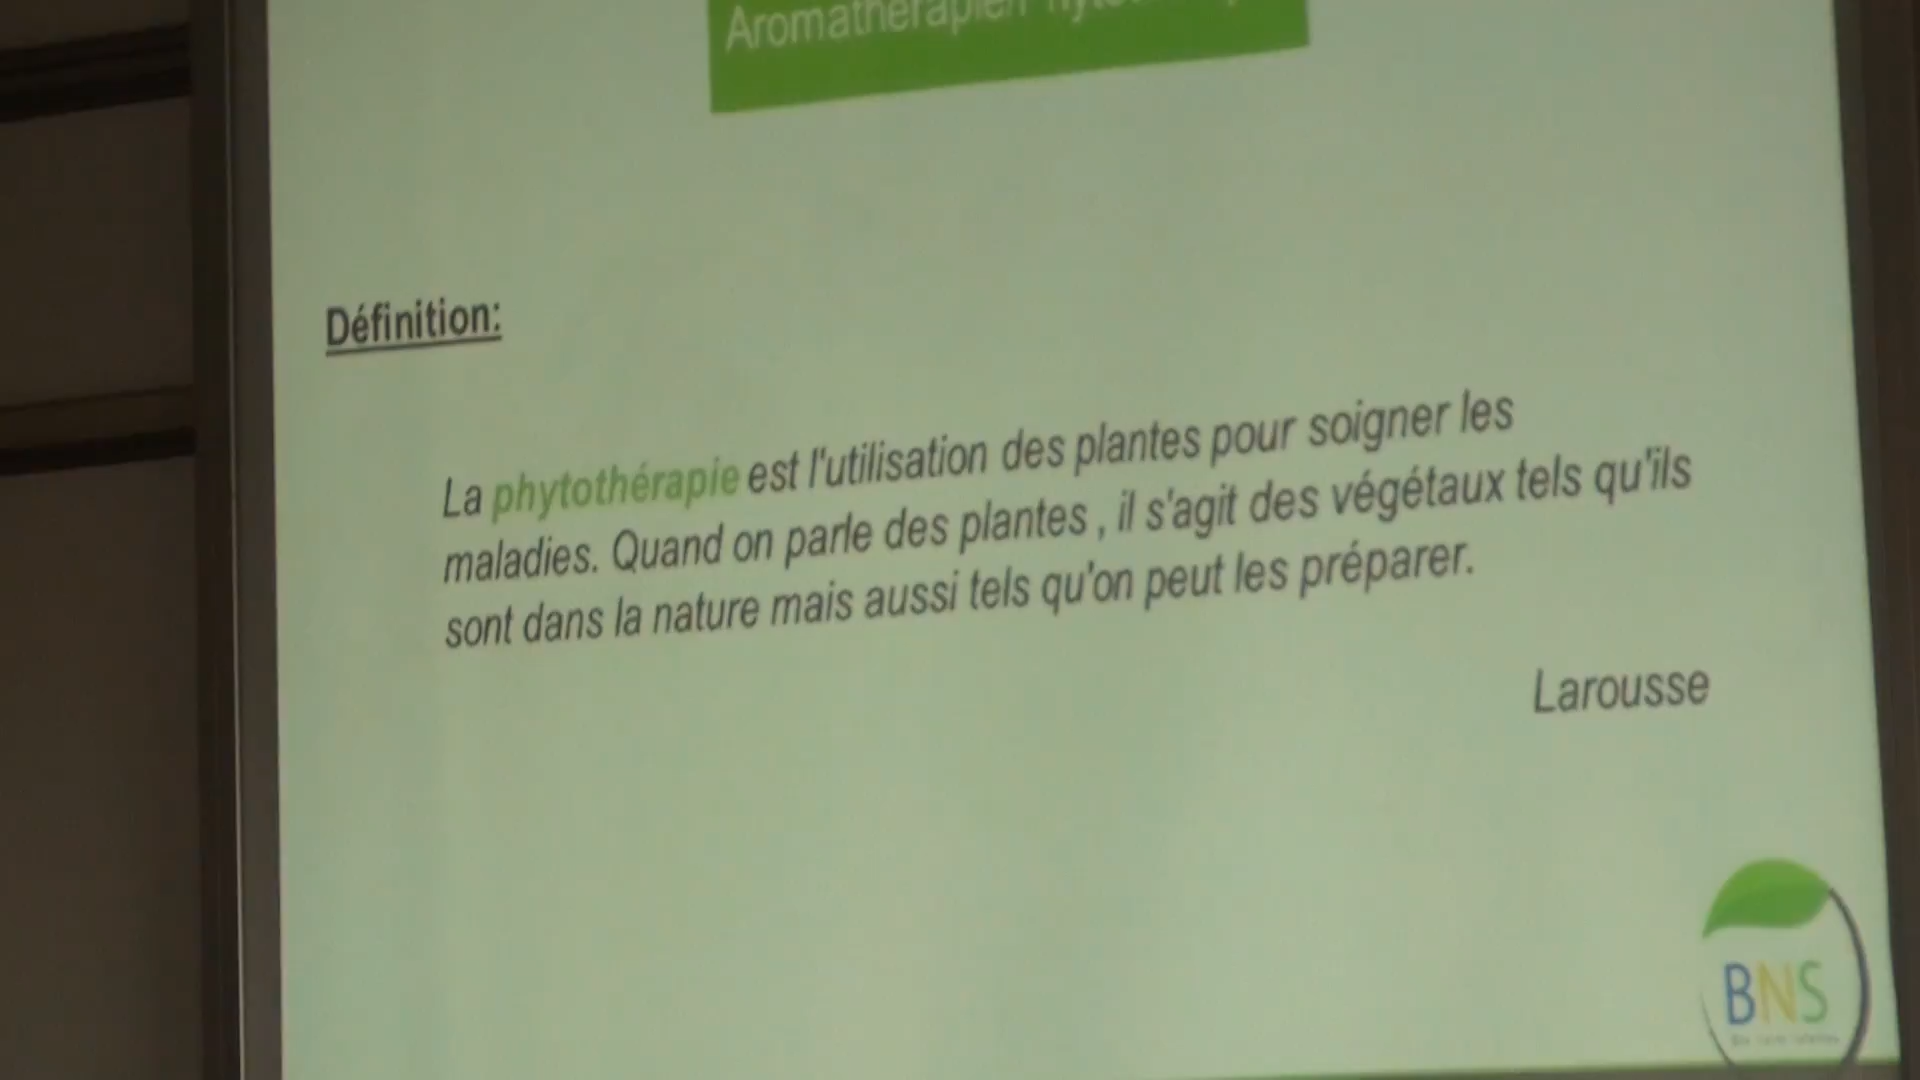 Définition:
La phytothérapie est l'utilisation des plantes pour soigner les
maladies. Quand on parle des plantes , il s'agit des végétaux tels qu'ils
sont dans la nature mais aussi tels qu'on peut les préparer.
Larousse
BNS